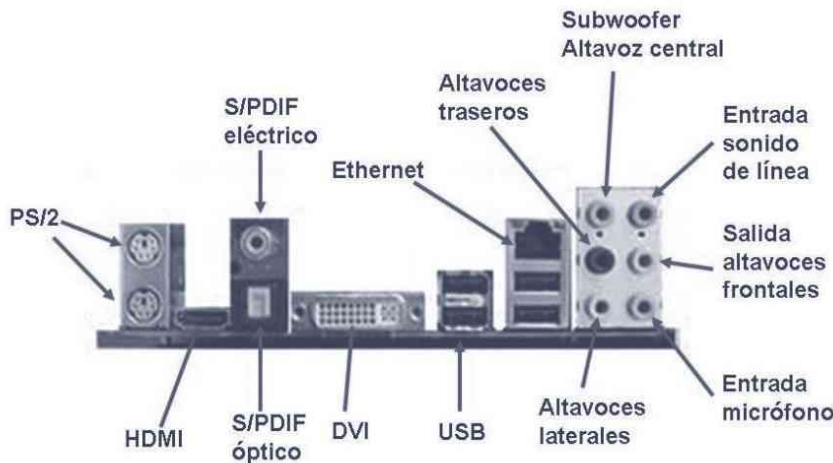 Subwoofer
Altavoz central
Altavoces
traseros
S/PDIF
eléctrico
Entrada
sonido
de línea
Ethernet
PS/2
Salida
altavoces
frontales
HDMI
S/PDIF
óptico
DVI
USB
Altavoces
laterales
Entrada
micrófono